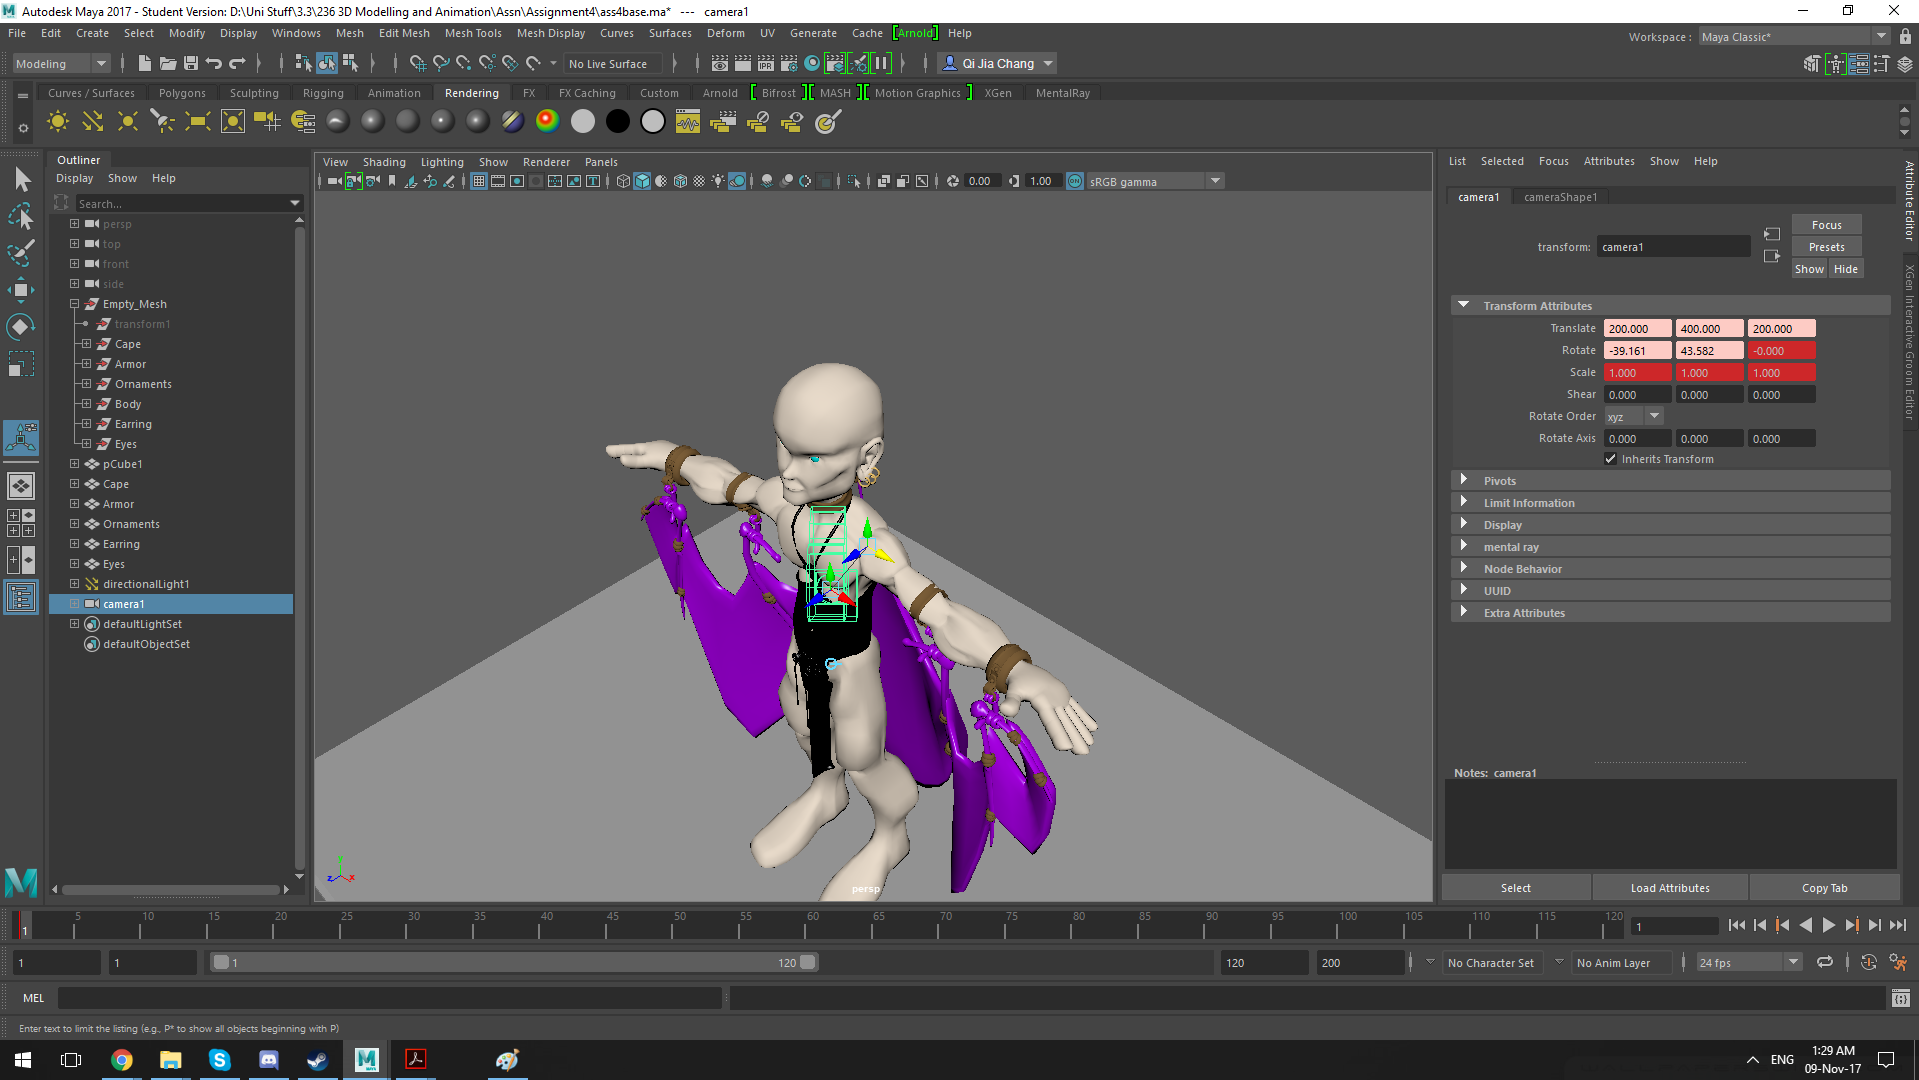 Autodesk Maya 2017 - Student Version: D:\Uni Stuff\3.3\236 3D Modelling and Animation\Assn\Assignment4\ass4base.ma* --- camera1
File Edit Create Select Modify Display Windows Mesh Edit Mesh Mesh Tools Mesh Display Curves Surfaces Deform UV Generate Cache [Arnold] Help
Workspace : Maya Classic*
Modeling No Live Surface Qi Jia Chang
Curves / Surfaces Polygons Sculpting Rigging Animation Rendering FX FX Caching Custom Arnold [ Bifrost ] [ MASH ] [ Motion Graphics ] XGen MentalRay
IPR
Outliner
Display Show Help
Search...
persp
top
front
side
Empty_Mesh
transform1
Cape
Armor
Ornaments
Body
Earring
Eyes
pCube1
Cape
Armor
Ornaments
Earring
Eyes
directionalLight1
camera1
defaultLightSet
defaultObjectSet
View Shading Lighting Show Renderer Panels
0.00 1.00 ON sRGB gamma
persp
y
z x
List Selected Focus Attributes Show Help
camera1 cameraShape1
transform: camera1
Focus
Presets
Show Hide
Transform Attributes
Translate 200.000 400.000 200.000
Rotate -39.161 43.582 -0.000
Scale 1.000 1.000 1.000
Shear 0.000 0.000 0.000
Rotate Order xyz
Rotate Axis 0.000 0.000 0.000
Inherits Transform
Pivots
Limit Information
Display
mental ray
Node Behavior
UUID
Extra Attributes
Notes: camera1
Select Load Attributes Copy Tab
Attribute Editor
XGen Interactive Groom Editor
1 5 10 15 20 25 30 35 40 45 50 55 60 65 70 75 80 85 90 95 100 105 110 115 120 1
1 1 1 120 120 200 No Character Set No Anim Layer 24 fps
MEL
Enter text to limit the listing (e.g., P* to show all objects beginning with P)
MAYA
ENG
1:29 AM
09-Nov-17